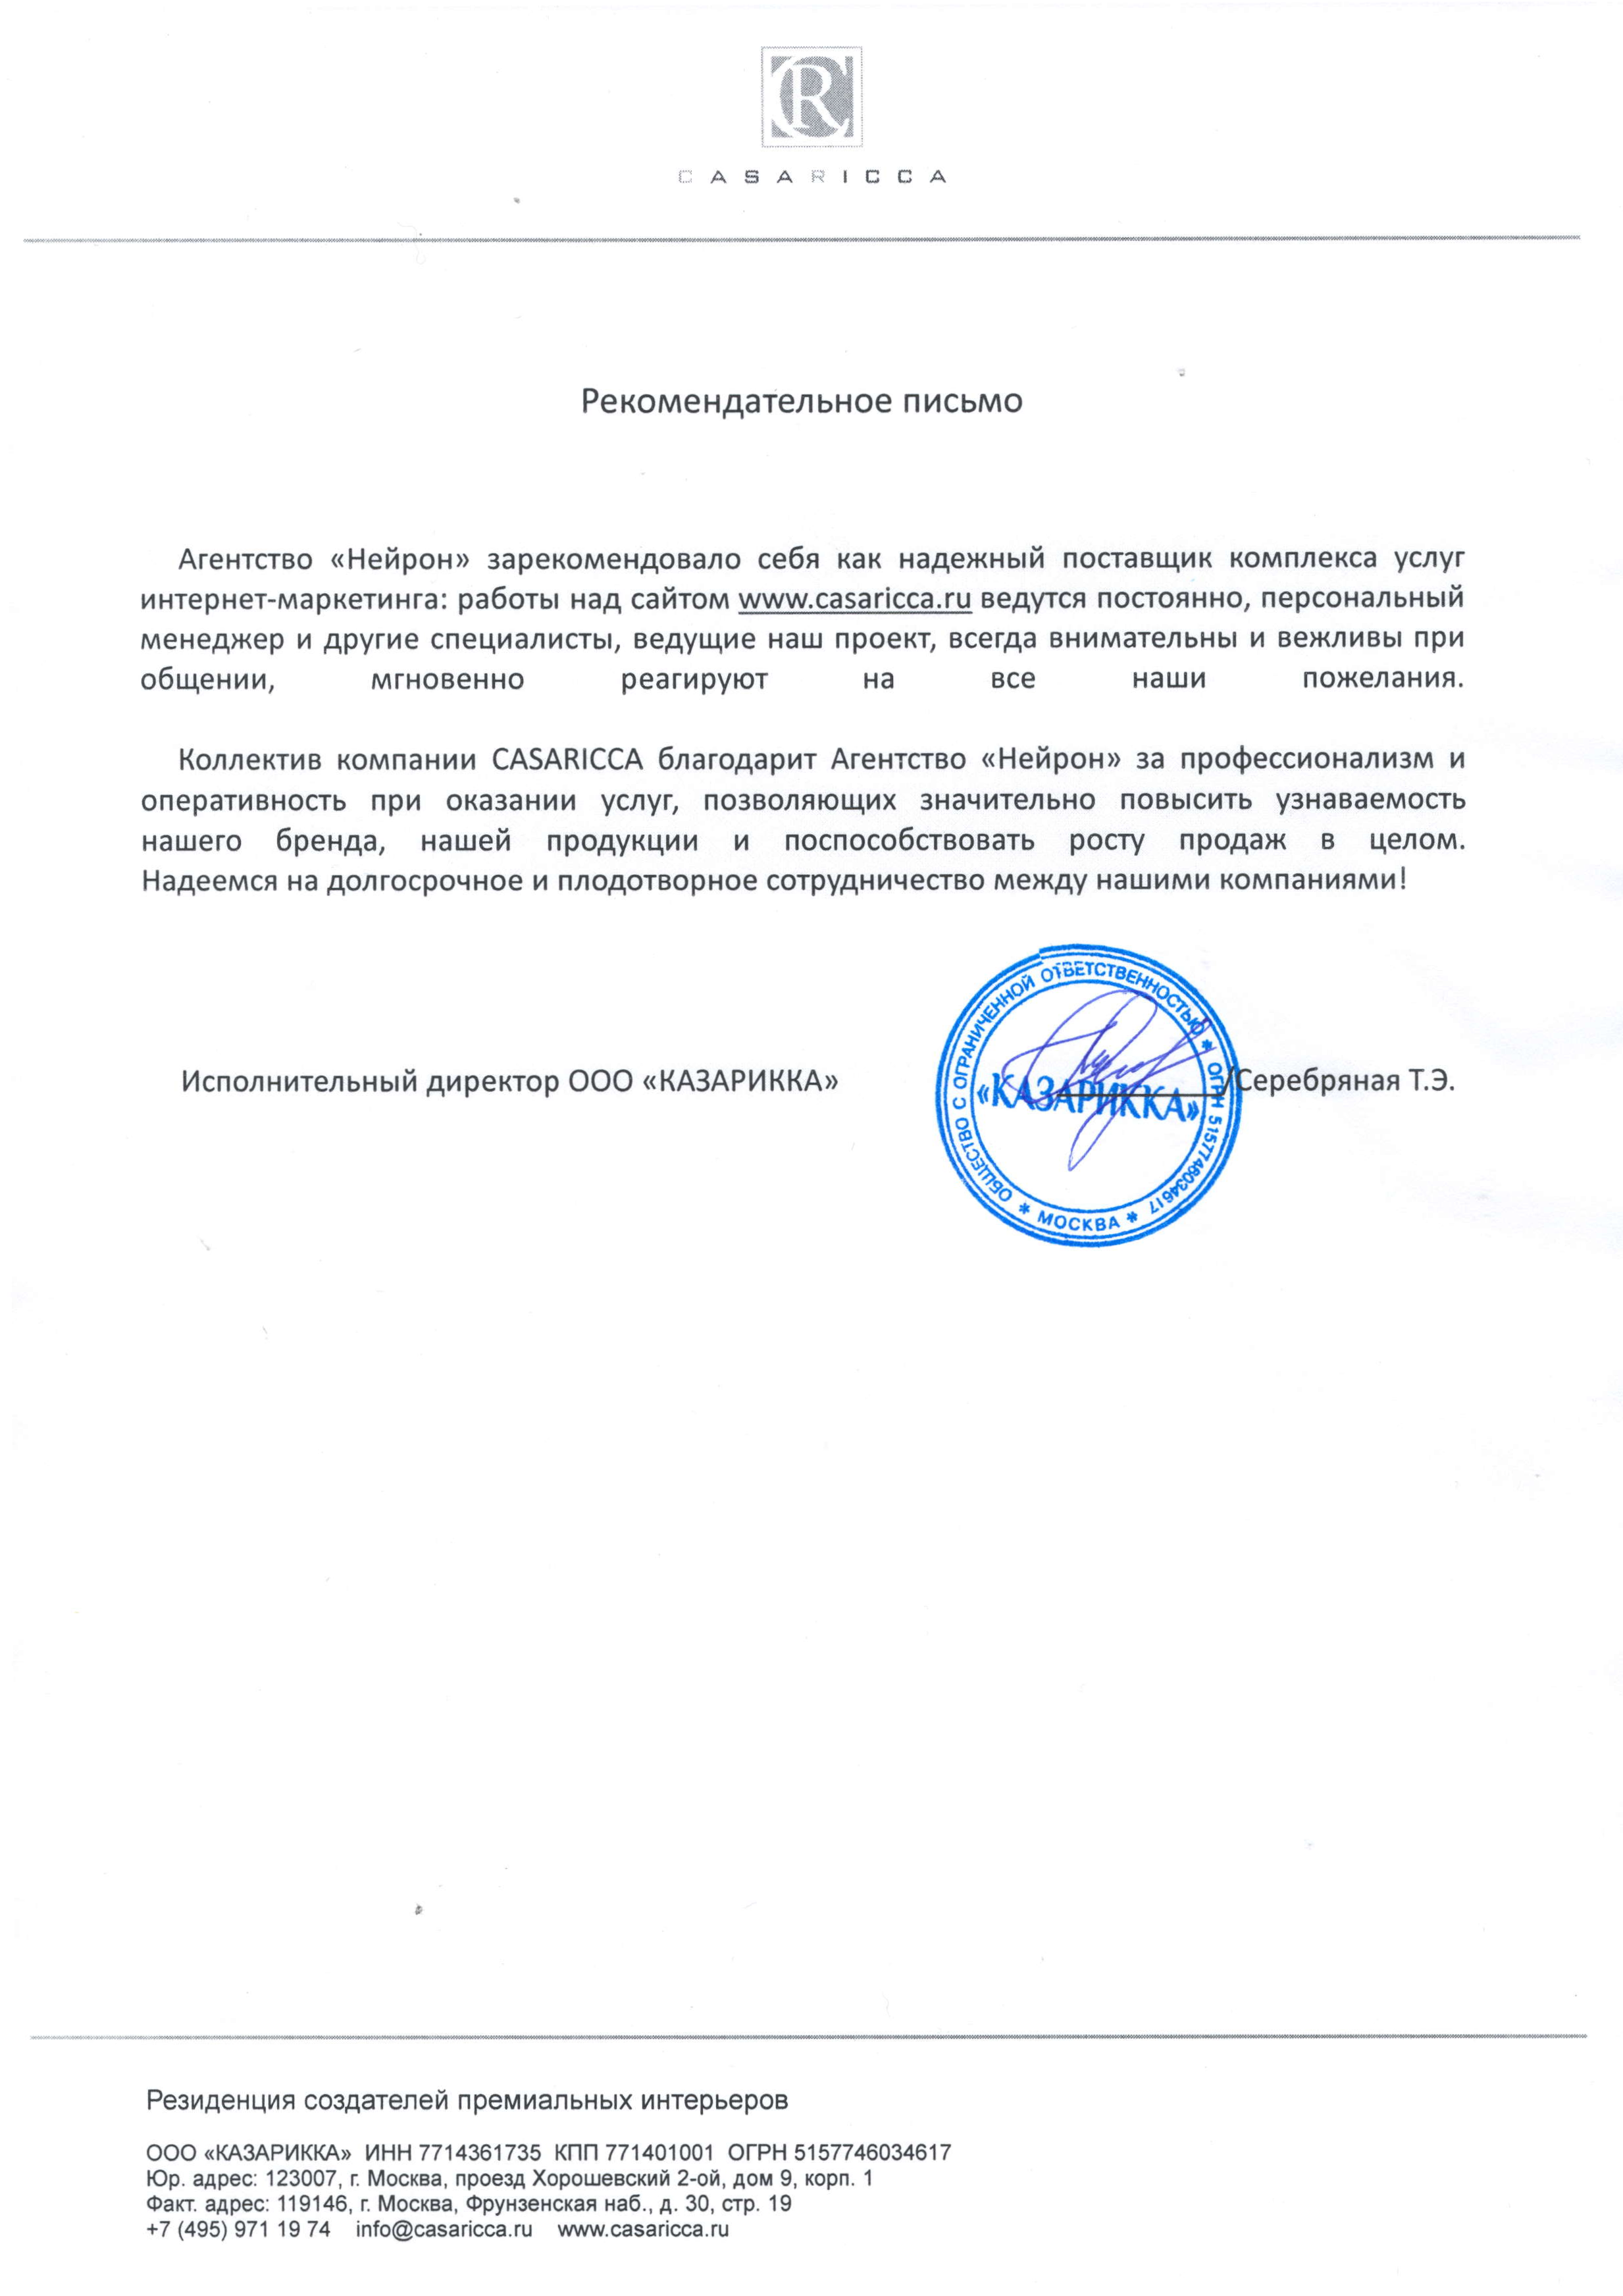 CR
CASARICCA
Рекомендательное письмо
Агентство «Нейрон» зарекомендовало себя как надежный поставщик комплекса услуг
интернет-маркетинга: работы над сайтом www.casaricca.ru ведутся постоянно, персональный
менеджер и другие специалисты, ведущие наш проект, всегда внимательны и вежливы при
общении, мгновенно реагируют на все наши пожелания.
Коллектив компании CASARICCA благодарит Агентство «Нейрон» за профессионализм и
оперативность при оказании услуг, позволяющих значительно повысить узнаваемость
нашего бренда, нашей продукции и поспособствовать росту продаж в целом.
Надеемся на долгосрочное и плодотворное сотрудничество между нашими компаниями!
Исполнительный директор ООО «КАЗАРИККА» /Серебряная Т.Э.
ОБЩЕСТВО С ОГРАНИЧЕННОЙ ОТВЕТСТВЕННОСТЬЮ * ОГРН 5157746034617 * МОСКВА *
«КАЗАРИККА»
Резиденция создателей премиальных интерьеров
ООО «КАЗАРИККА» ИНН 7714361735 КПП 771401001 ОГРН 5157746034617
Юр. адрес: 123007, г. Москва, проезд Хорошевский 2-ой, дом 9, корп. 1
Факт. адрес: 119146, г. Москва, Фрунзенская наб., д. 30, стр. 19
+7 (495) 971 19 74 info@casaricca.ru www.casaricca.ru